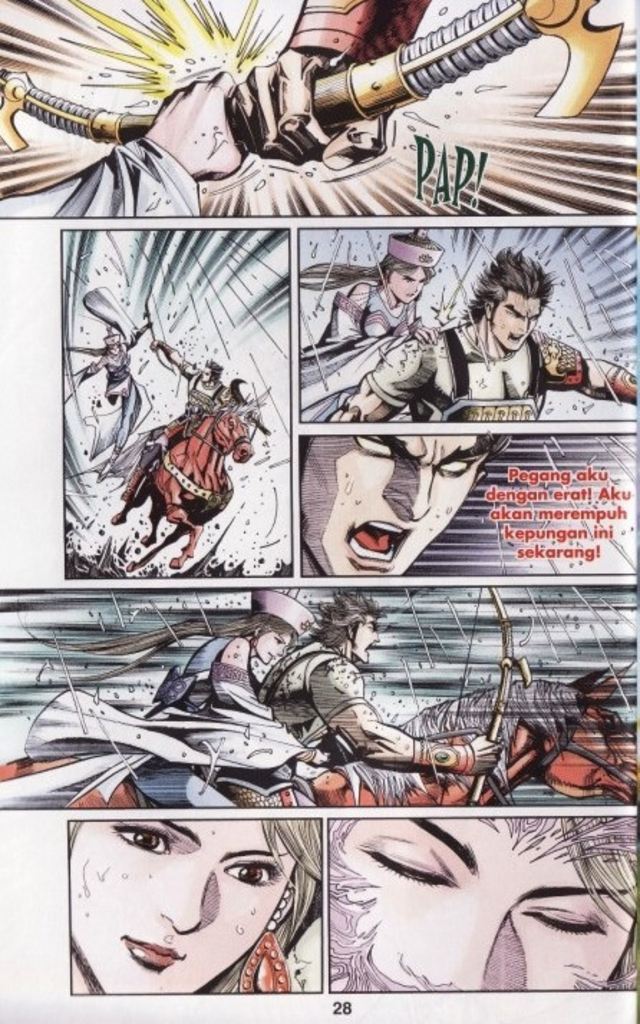 PAP!
Pegang aku
dengan erat! Aku
akan merempuh
kepungan ini
sekarang!
28